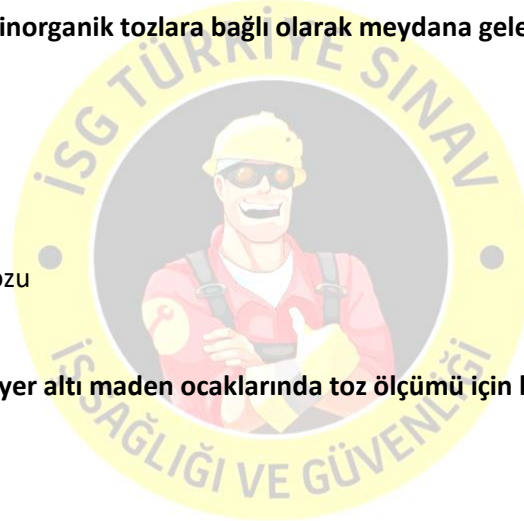 inorganik tozlara bağlı olarak meydana gele
İSG TÜRKİYE SINAV
ozu
yer altı maden ocaklarında toz ölçümü için
İŞ SAĞLIĞI VE GÜVENLİĞİ